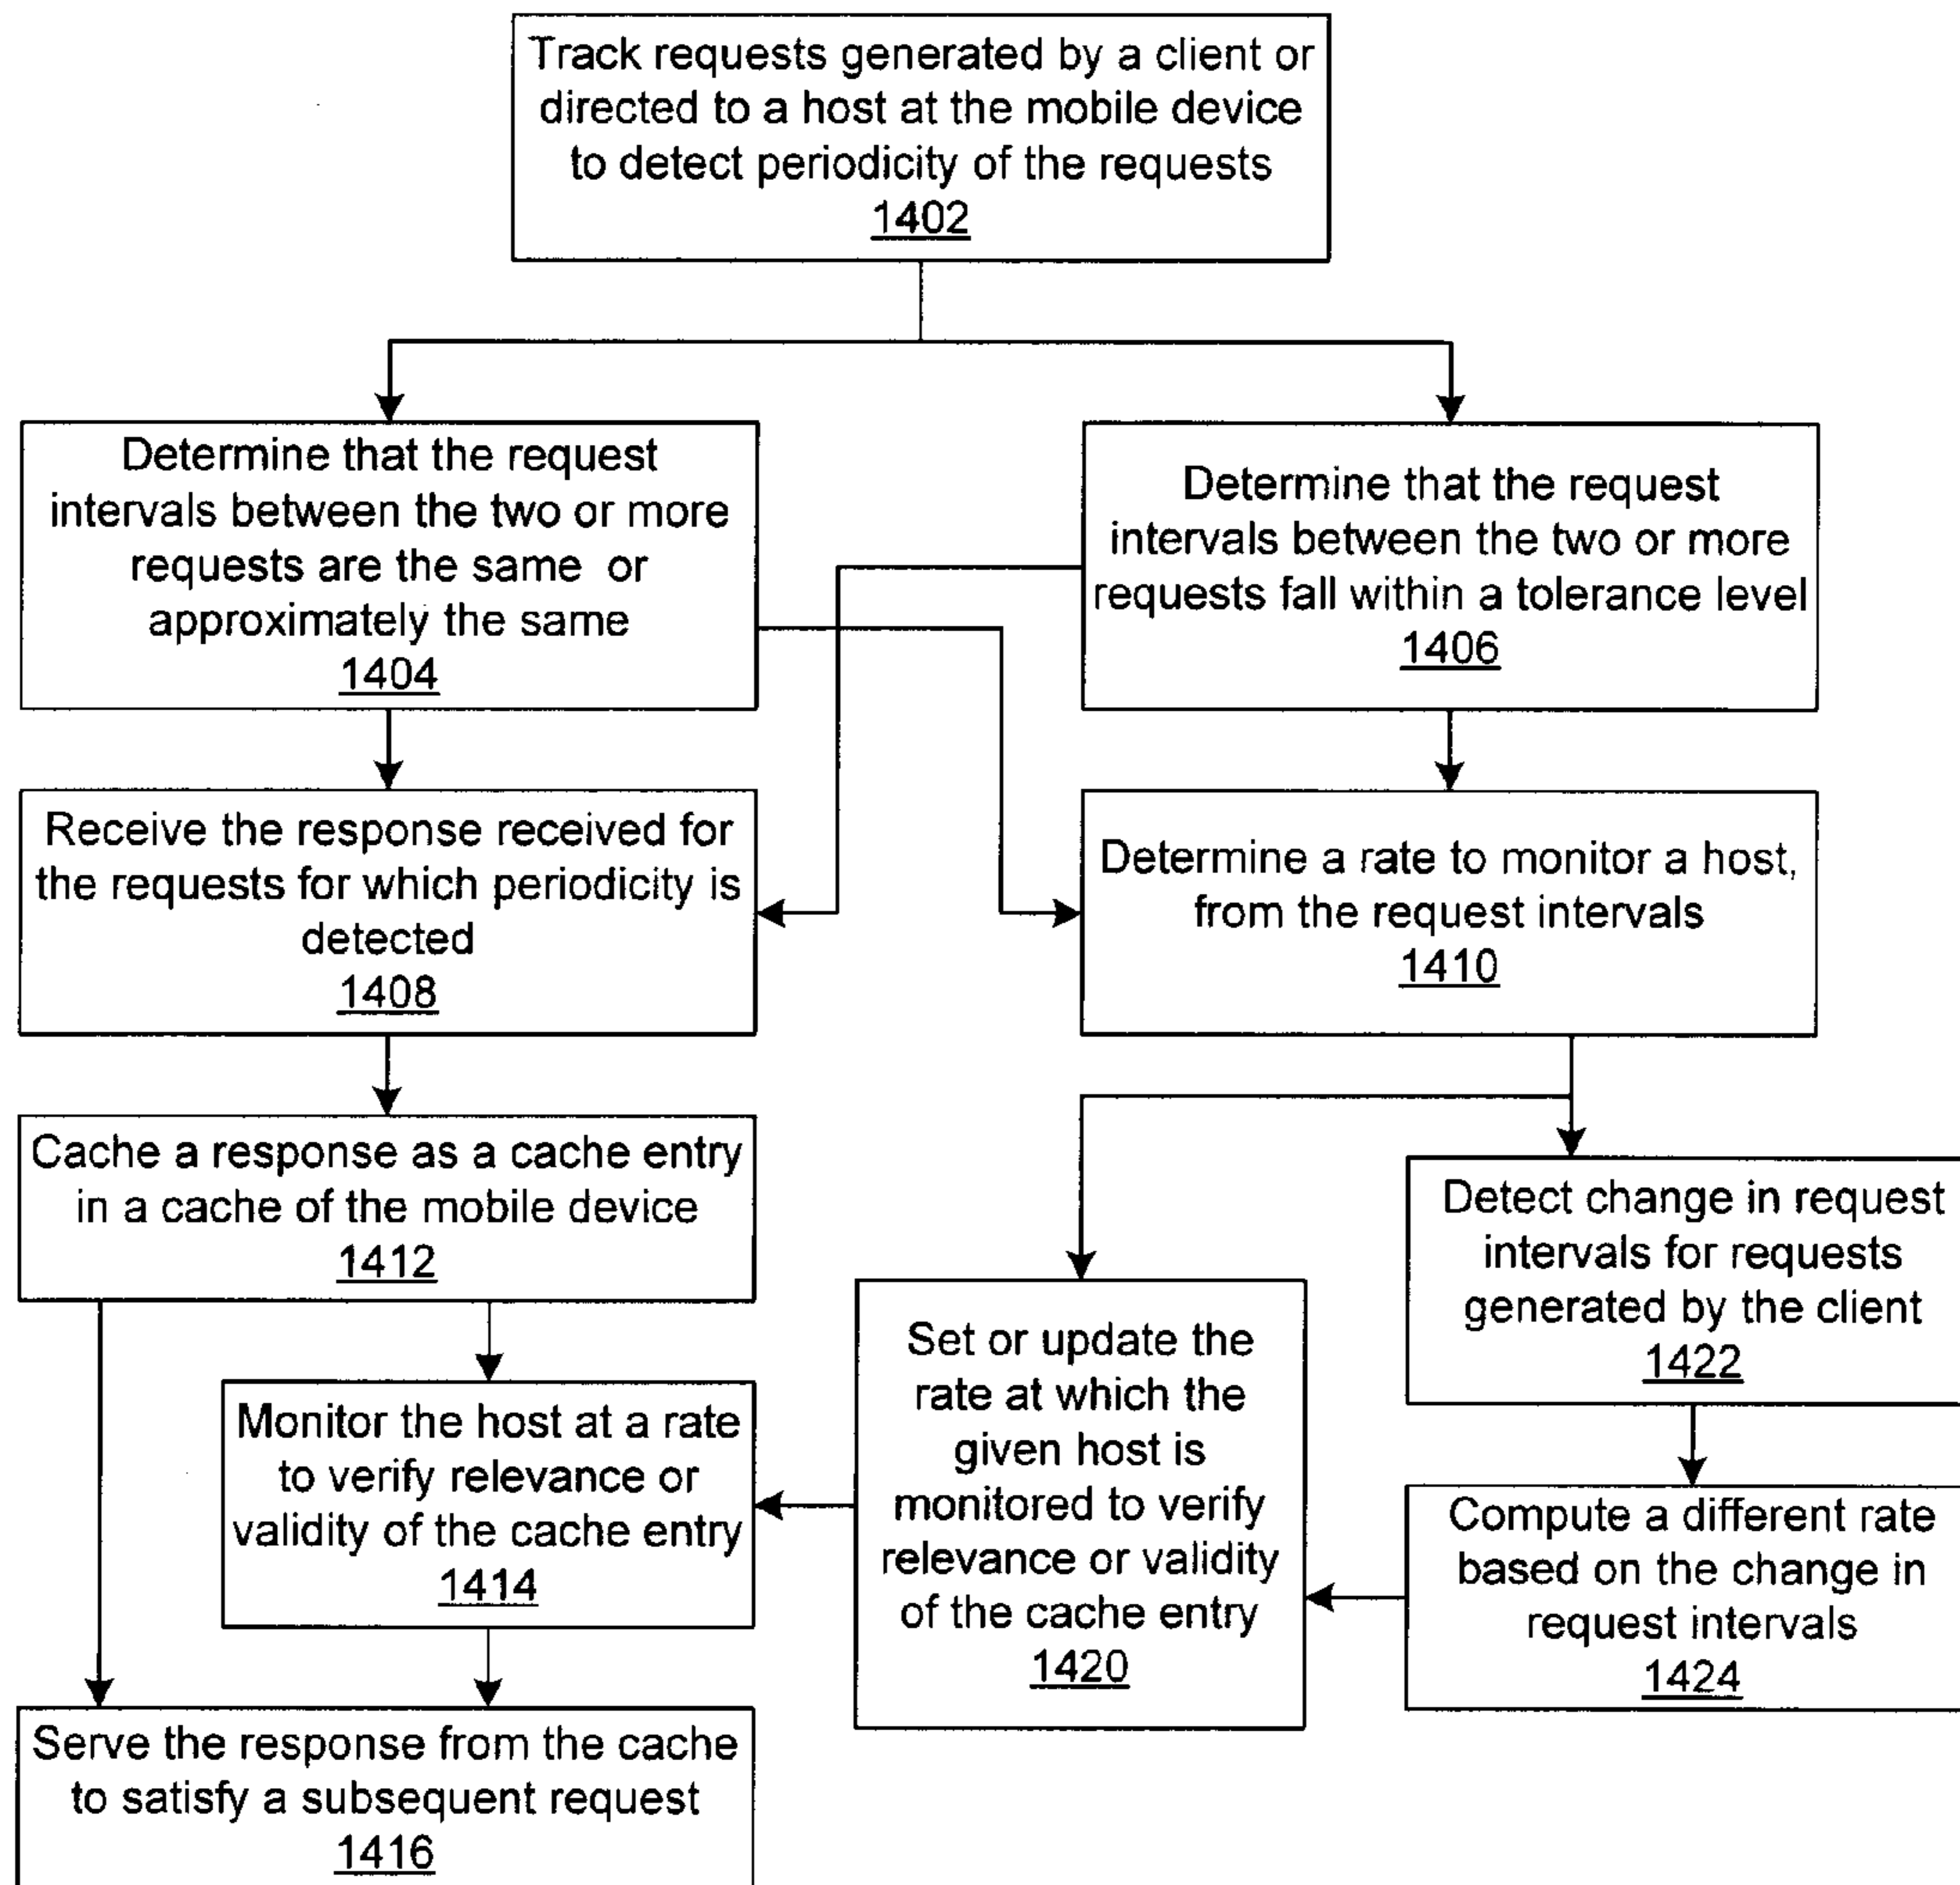 Track requests generated by a client or
directed to a host at the mobile device
to detect periodicity of the requests
1402
Determine that the request
intervals between the two or more
requests are the same or
approximately the same
1404
Determine that the request
intervals between the two or more
requests fall within a tolerance level
1406
Receive the response received for
the requests for which periodicity is
detected
1408
Determine a rate to monitor a host,
from the request intervals
1410
Cache a response as a cache entry
in a cache of the mobile device
1412
Detect change in request
intervals for requests
generated by the client
1422
Set or update the
rate at which the
given host is
monitored to verify
relevance or validity
of the cache entry
1420
Monitor the host at a rate
to verify relevance or
validity of the cache entry
1414
Compute a different rate
based on the change in
request intervals
1424
Serve the response from the cache
to satisfy a subsequent request
1416